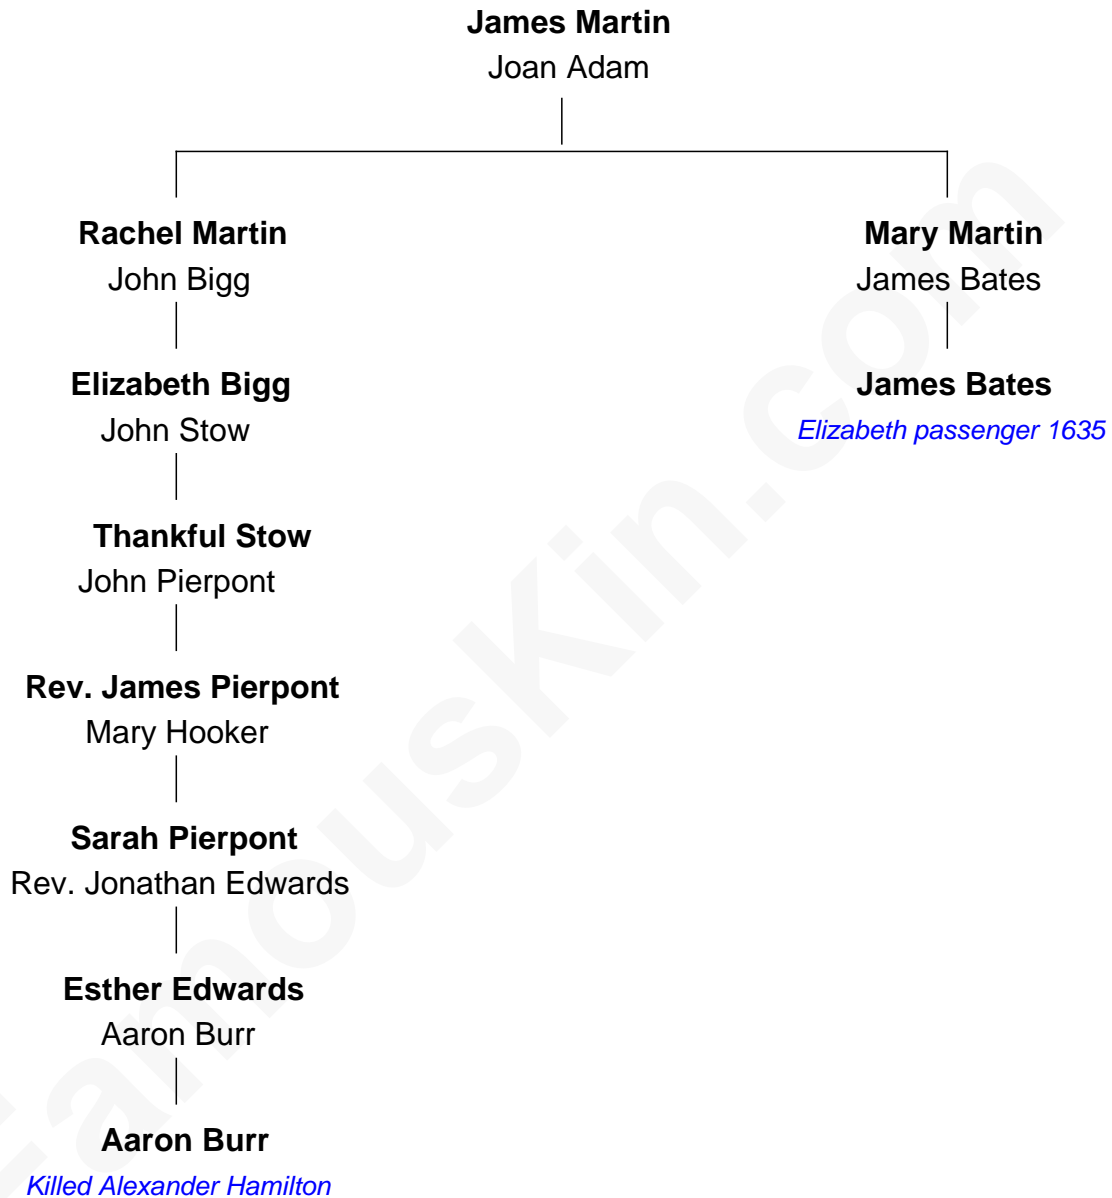 James Martin
Joan Adam
Rachel Martin
John Bigg
Mary Martin
James Bates
Elizabeth Bigg
John Stow
James Bates
Elizabeth passenger 1635
Thankful Stow
John Pierpont
Rev. James Pierpont
Mary Hooker
Sarah Pierpont
Rev. Jonathan Edwards
Esther Edwards
Aaron Burr
Aaron Burr
Killed Alexander Hamilton
FamousKin.com